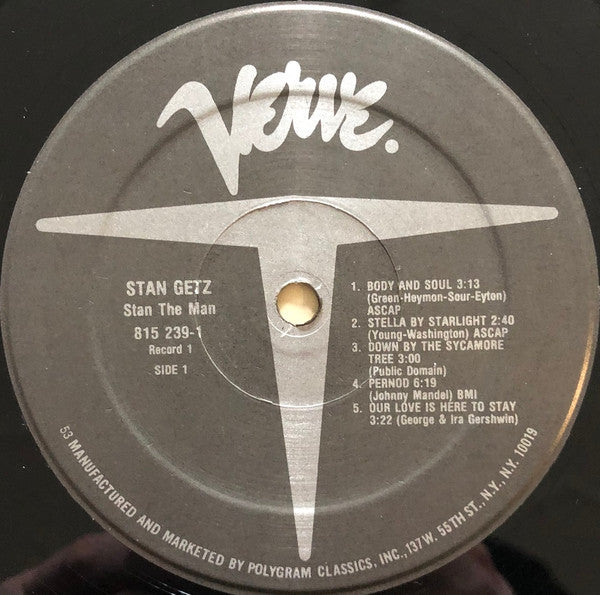 Verve.
STAN GETZ
Stan The Man
815 239-1
Record 1
SIDE 1
1. BODY AND SOUL 3:13
(Green-Heymon-Sour-Eyton)
ASCAP
2. STELLA BY STARLIGHT 2:40
(Young-Washington) ASCAP
3. DOWN BY THE SYCAMORE
TREE 3:00
(Public Domain)
4. PERNOD 6:19
(Johnny Mandel) BMI
5. OUR LOVE IS HERE TO STAY
3:22 (George & Ira Gershwin)
53 MANUFACTURED AND MARKETED BY POLYGRAM CLASSICS, INC., 137 W. 55TH ST., N.Y. N.Y. 10019